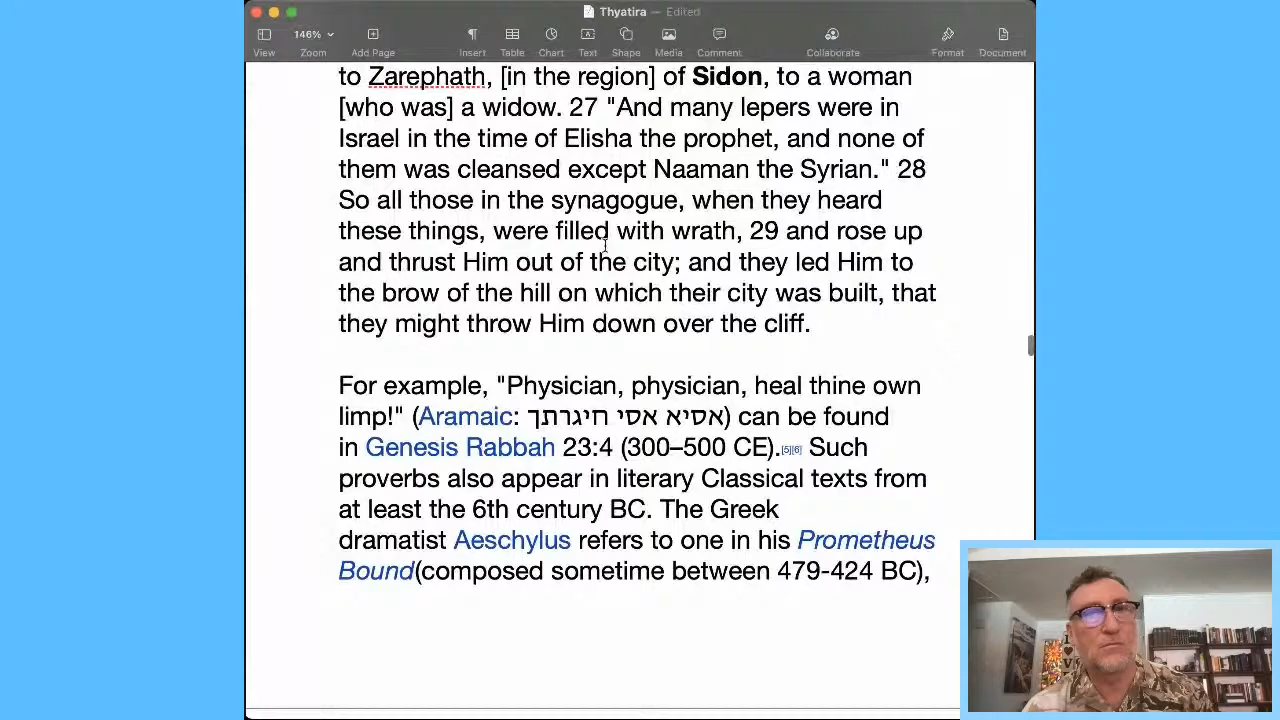 Thyatira — Edited
146%
View Zoom Add Page Insert Table Chart Text Shape Media Comment Collaborate Format Document
to Zarephath, [in the region] of Sidon, to a woman
[who was] a widow. 27 "And many lepers were in
Israel in the time of Elisha the prophet, and none of
them was cleansed except Naaman the Syrian." 28
So all those in the synagogue, when they heard
these things, were filled with wrath, 29 and rose up
and thrust Him out of the city; and they led Him to
the brow of the hill on which their city was built, that
they might throw Him down over the cliff.
For example, "Physician, physician, heal thine own
limp!" (Aramaic: אסיא אסי חיגרתך) can be found
in Genesis Rabbah 23:4 (300–500 CE).[5][6] Such
proverbs also appear in literary Classical texts from
at least the 6th century BC. The Greek
dramatist Aeschylus refers to one in his Prometheus
Bound(composed sometime between 479-424 BC),